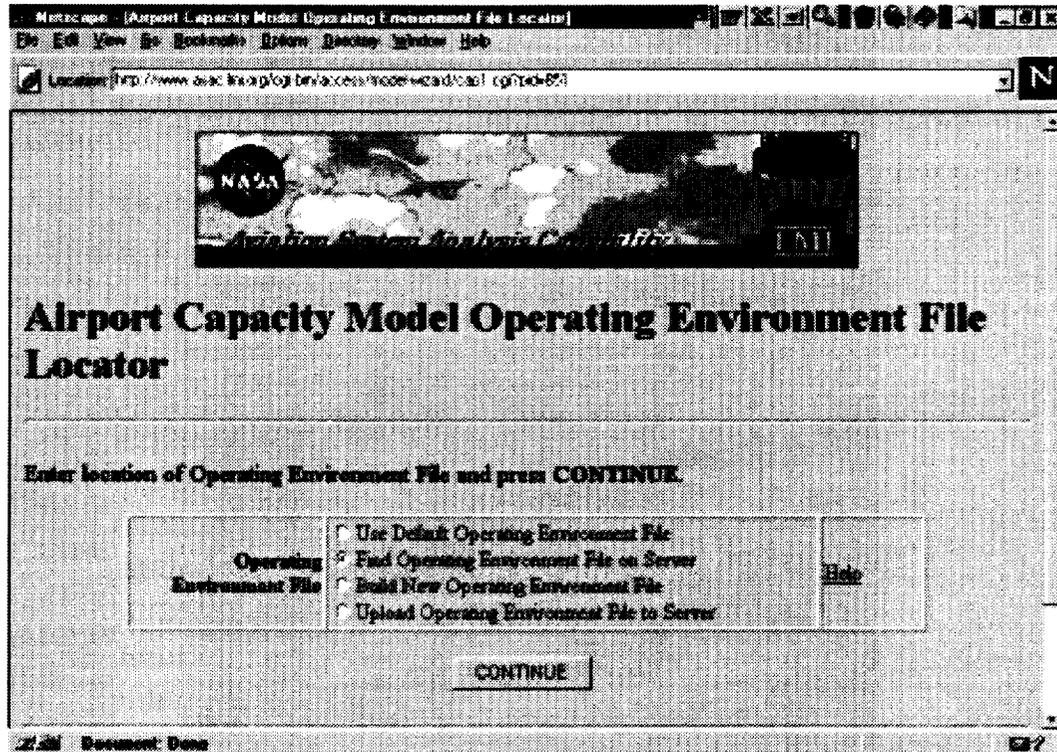 Netscape - [Airport Capacity Model Operating Environment File Locator]
File Edit View Go Bookmarks Options Directory Window Help
Location:
N
NASA
Aviation System Analysis Capability
LMI
Airport Capacity Model Operating Environment File
Locator
Enter location of Operating Environment File and press CONTINUE.
Operating
Environment File
Use Default Operating Environment File
Find Operating Environment File on Server
Build New Operating Environment File
Upload Operating Environment File to Server
Help
CONTINUE
Document: Done